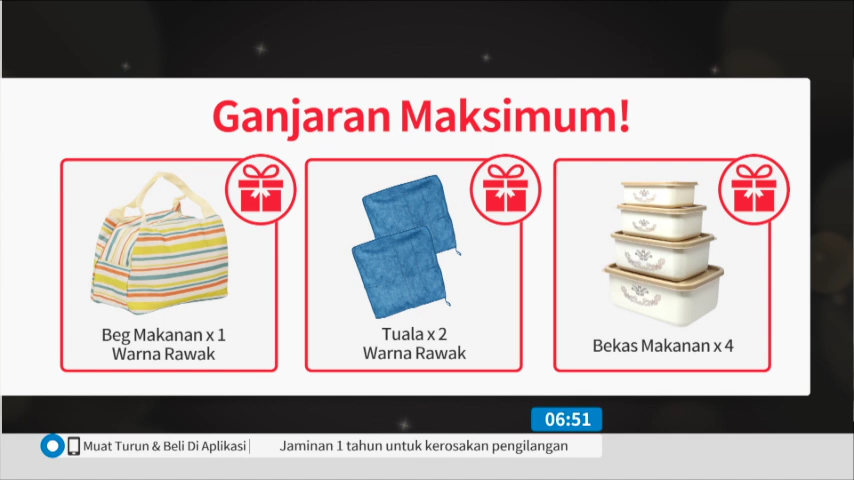 Ganjaran Maksimum!
Beg Makanan x 1
Warna Rawak
Tuala x 2
Warna Rawak
Bekas Makanan x 4
06:51
Muat Turun & Beli Di Aplikasi
Jaminan 1 tahun untuk kerosakan pengilangan